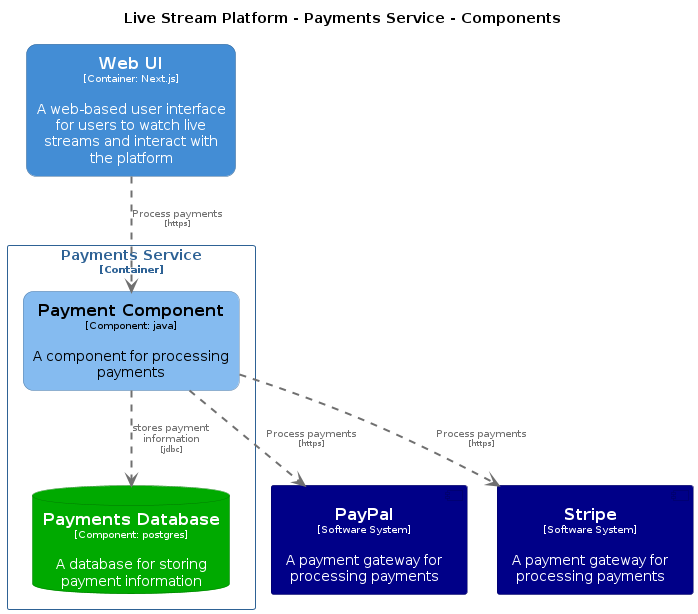 Live Stream Platform - Payments Service - Components
Web UI
[Container: Next.js]
A web-based user interface
for users to watch live
streams and interact with
the platform
Process payments
[https]
Payments Service
[Container]
Payment Component
[Component: java]
A component for processing
payments
stores payment
information
[jdbc]
Process payments
[https]
Process payments
[https]
Payments Database
[Component: postgres]
A database for storing
payment information
PayPal
[Software System]
A payment gateway for
processing payments
Stripe
[Software System]
A payment gateway for
processing payments